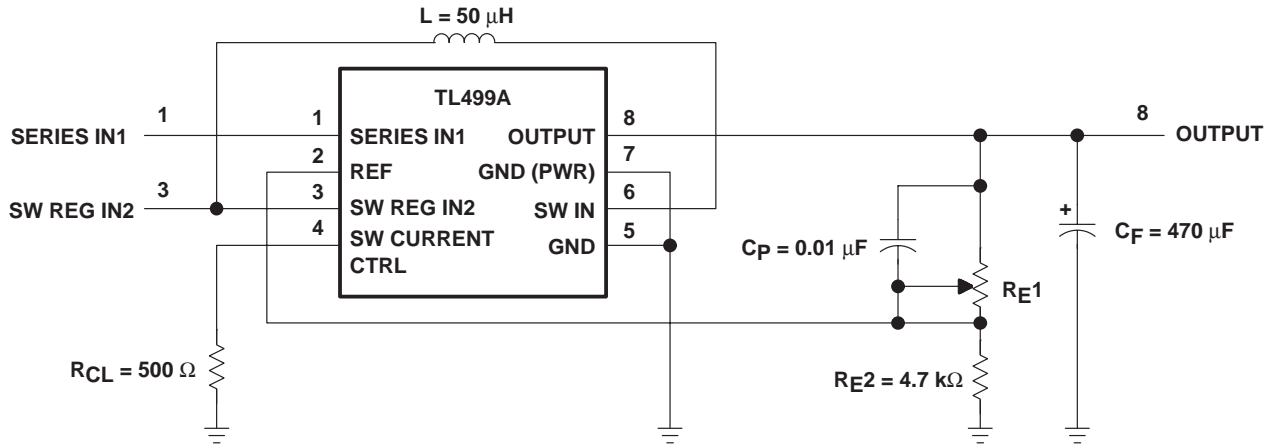 L = 50 μH
TL499A
SERIES IN1
1
1
SERIES IN1
OUTPUT
8
8
OUTPUT
2
REF
GND (PWR)
7
SW REG IN2
3
3
SW REG IN2
SW IN
6
4
SW CURRENT
CTRL
GND
5
CP = 0.01 μF
+
CF = 470 μF
RE1
RCL = 500 Ω
RE2 = 4.7 kΩ